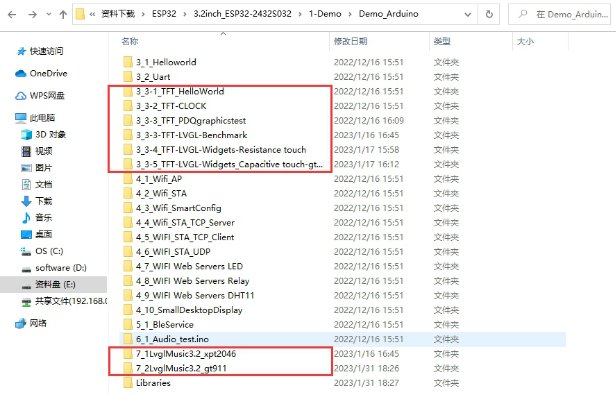 资料下载 > ESP32 > 3.2inch_ESP32-2432S032 > 1-Demo > Demo_Arduino
在 Demo_Arduin...
名称 修改日期 类型
快速访问
OneDrive
WPS网盘
此电脑
3D 对象
视频
图片
文档
下载
音乐
桌面
OS (C:)
software (D:)
资料盘 (E:)
共享文件(192.168.0
网络
3_1_Helloworld 2022/12/16 15:51 文件夹
3_2_Uart 2022/12/16 15:51 文件夹
3_3-1_TFT_HelloWorld 2022/12/16 15:51 文件夹
3_3-2_TFT-CLOCK 2022/12/16 15:51 文件夹
3_3-3_TFT_PDQgraphicstest 2022/12/16 16:09 文件夹
3_3-3-TFT-LVGL-Benchmark 2023/1/16 16:45 文件夹
3_3-4_TFT-LVGL-Widgets-Resistance touch 2023/1/17 15:58 文件夹
3_3-5_TFT-LVGL-Widgets_Capacitive touch-gt... 2023/1/17 16:12 文件夹
4_1_Wifi_AP 2022/12/16 15:51 文件夹
4_2_Wifi_STA 2022/12/16 15:51 文件夹
4_3_Wifi_SmartConfig 2022/12/16 15:51 文件夹
4_4_Wifi_STA_TCP_Server 2022/12/16 15:51 文件夹
4_5_WIFI_STA_TCP_Client 2022/12/16 15:51 文件夹
4_6_WIFI_STA_UDP 2022/12/16 15:51 文件夹
4_7_WIFI Web Servers LED 2022/12/16 15:51 文件夹
4_8_WIFI Web Servers Relay 2022/12/16 15:51 文件夹
4_9_WIFI Web Servers DHT11 2022/12/16 15:51 文件夹
4_10_SmallDesktopDisplay 2022/12/16 15:51 文件夹
5_1_BleService 2022/12/16 15:51 文件夹
6_1_Audio_test.ino 2022/12/16 15:51 文件夹
7_1LvglMusic3.2_xpt2046 2023/1/16 16:45 文件夹
7_2LvglMusic3.2_gt911 2023/1/31 18:26 文件夹
Libraries 2023/1/31 18:27 文件夹